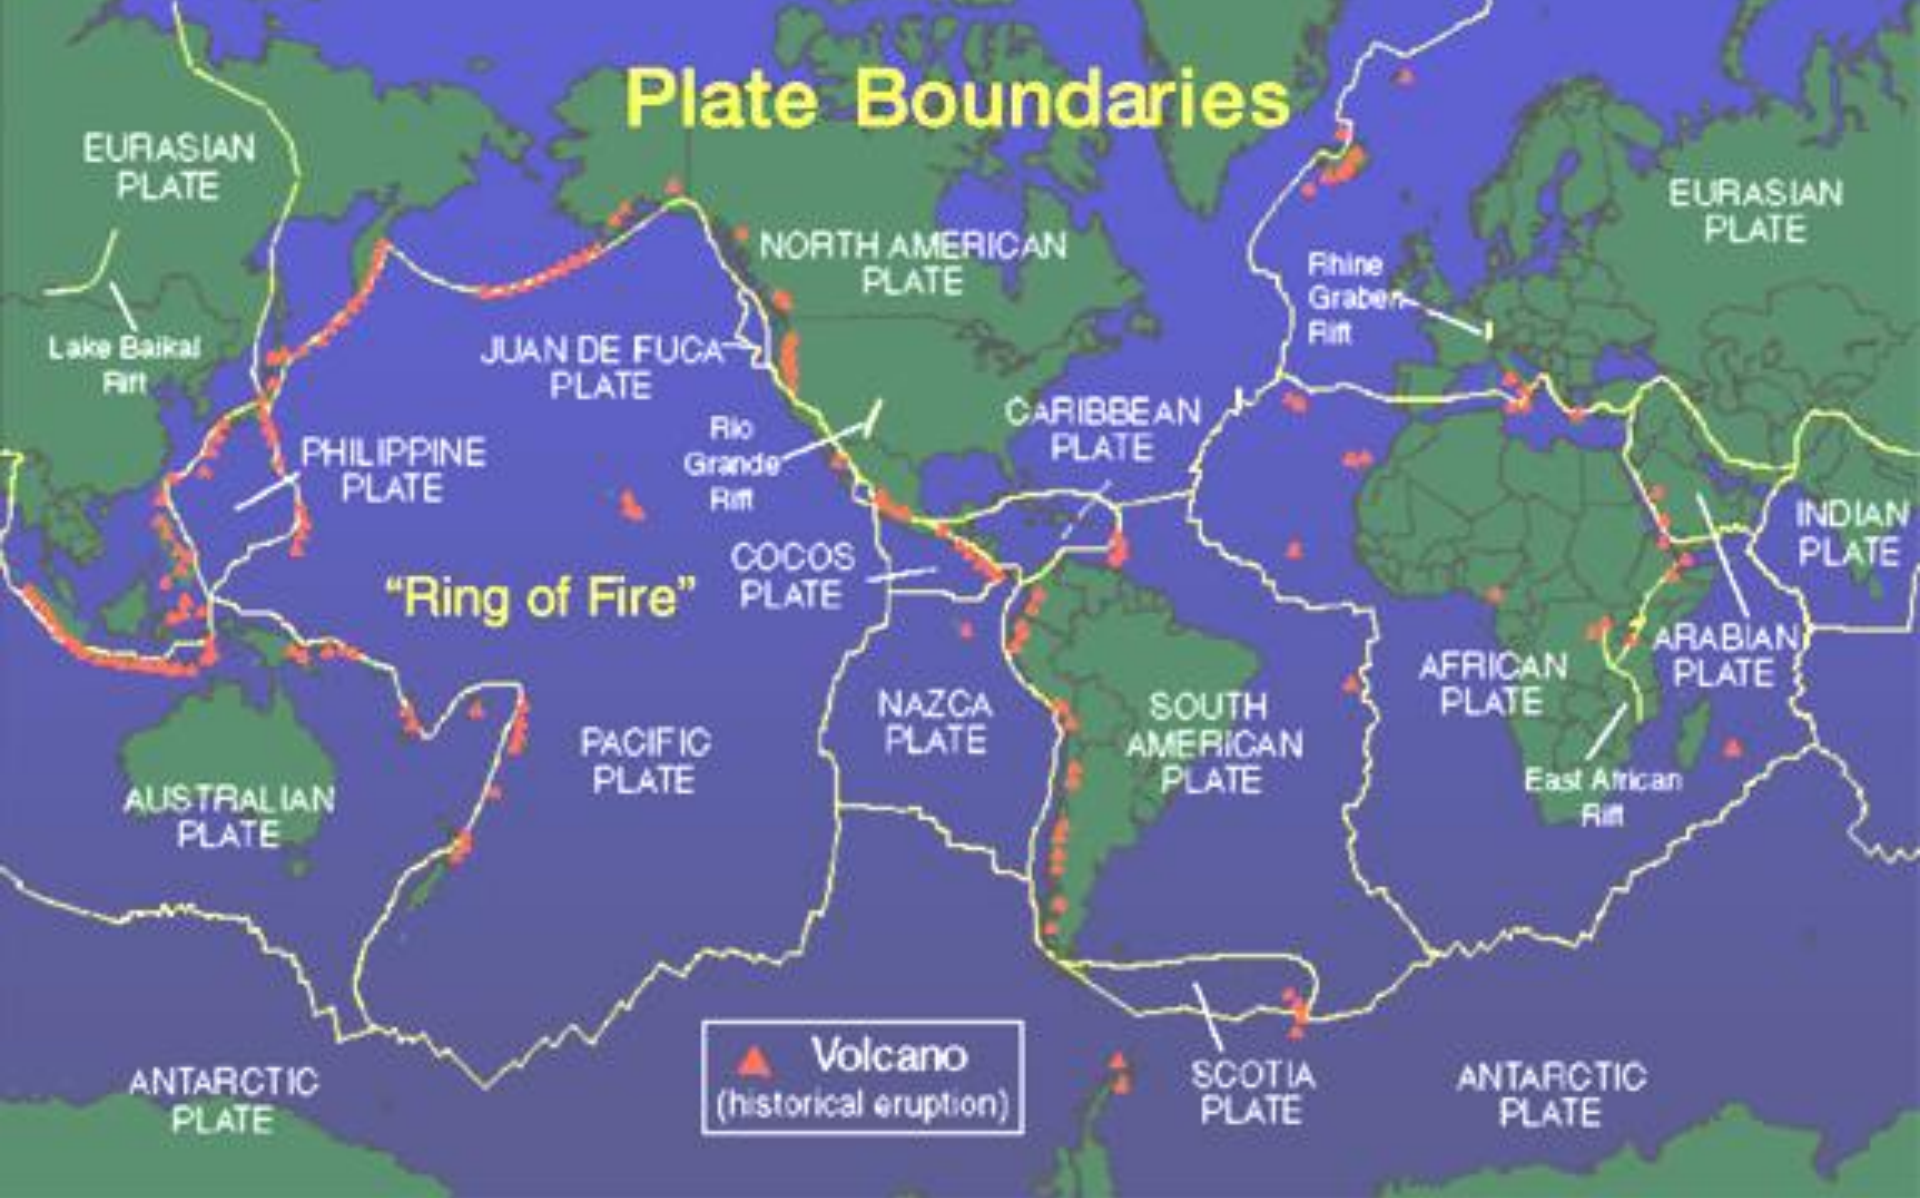 Plate Boundaries
EURASIAN
PLATE
EURASIAN
PLATE
NORTH AMERICAN
PLATE
Rhine
Graben
Rift
Lake Baikal
Rift
JUAN DE FUCA
PLATE
CARIBBEAN
PLATE
Rio
Grande
Rift
PHILIPPINE
PLATE
INDIAN
PLATE
COCOS
PLATE
“Ring of Fire”
ARABIAN
PLATE
AFRICAN
PLATE
NAZCA
PLATE
SOUTH
AMERICAN
PLATE
PACIFIC
PLATE
AUSTRALIAN
PLATE
East African
Rift
Volcano
(historical eruption)
ANTARCTIC
PLATE
SCOTIA
PLATE
ANTARCTIC
PLATE